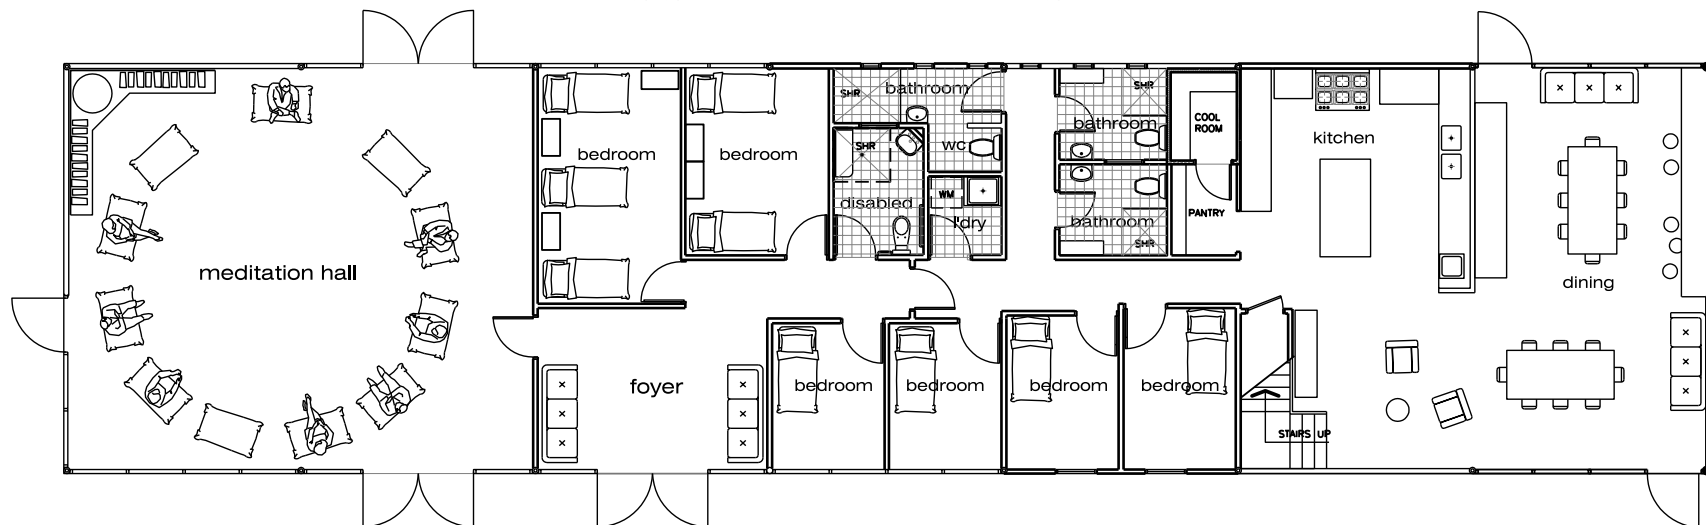 SHR
bathroom
SHR
bathroom
COOL
ROOM
kitchen
bedroom
bedroom
SHR
wc
disabled
WM
l'dry
bathroom
SHR
PANTRY
meditation hall
dining
foyer
bedroom
bedroom
bedroom
bedroom
STAIRS UP